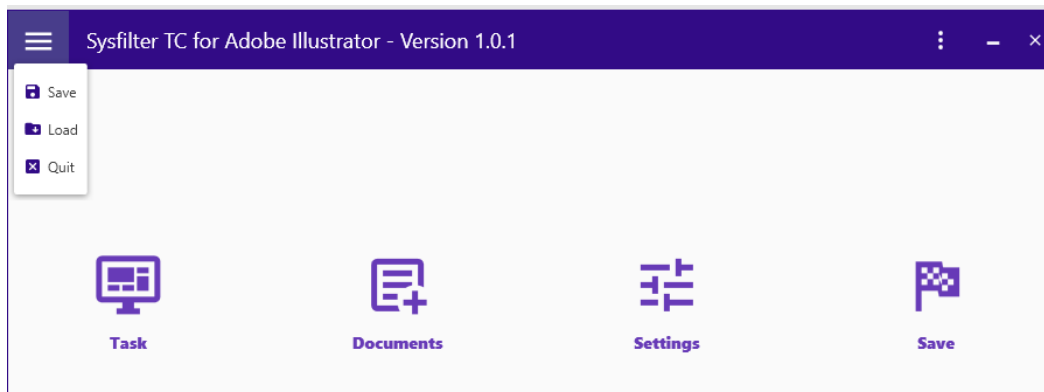 Sysfilter TC for Adobe Illustrator - Version 1.0.1
Save
Load
Quit
Task Documents Settings Save